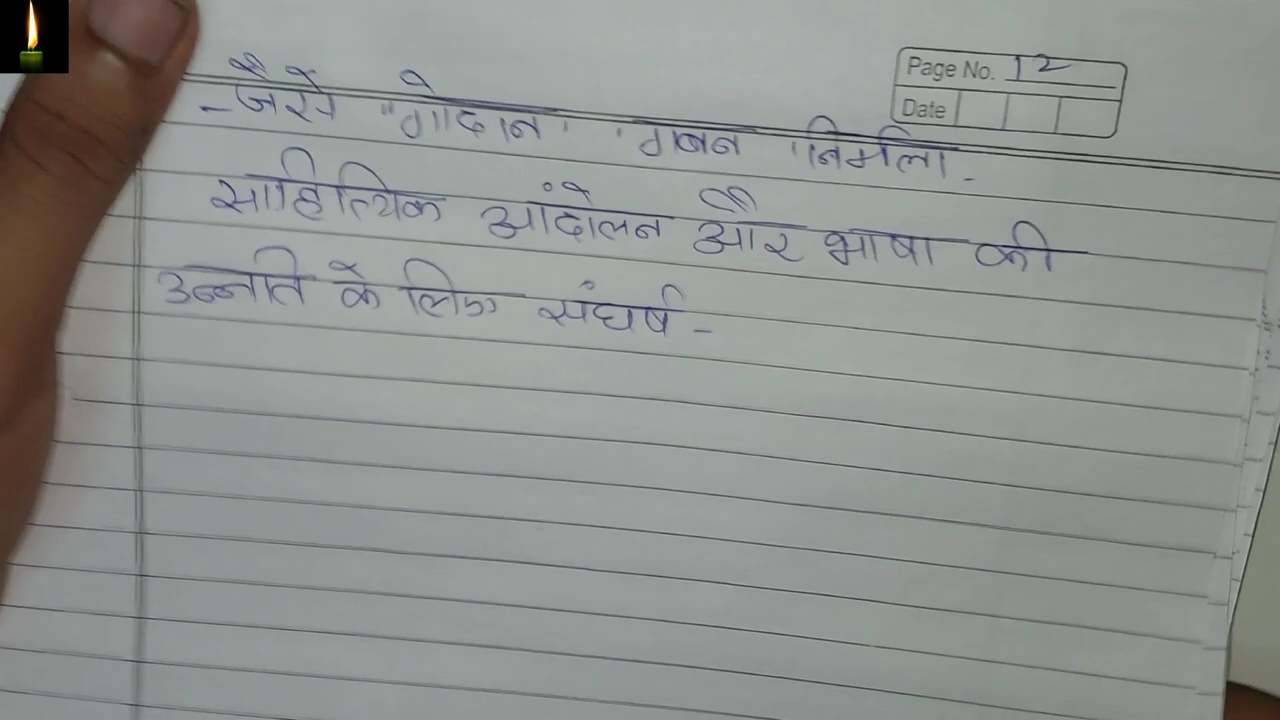 Page No. 12
Date
- जैसे "गोदान' 'गबन 'निर्मला -
साहित्यिक आंदोलन और भाषा की
उन्नति के लिए संघर्ष -